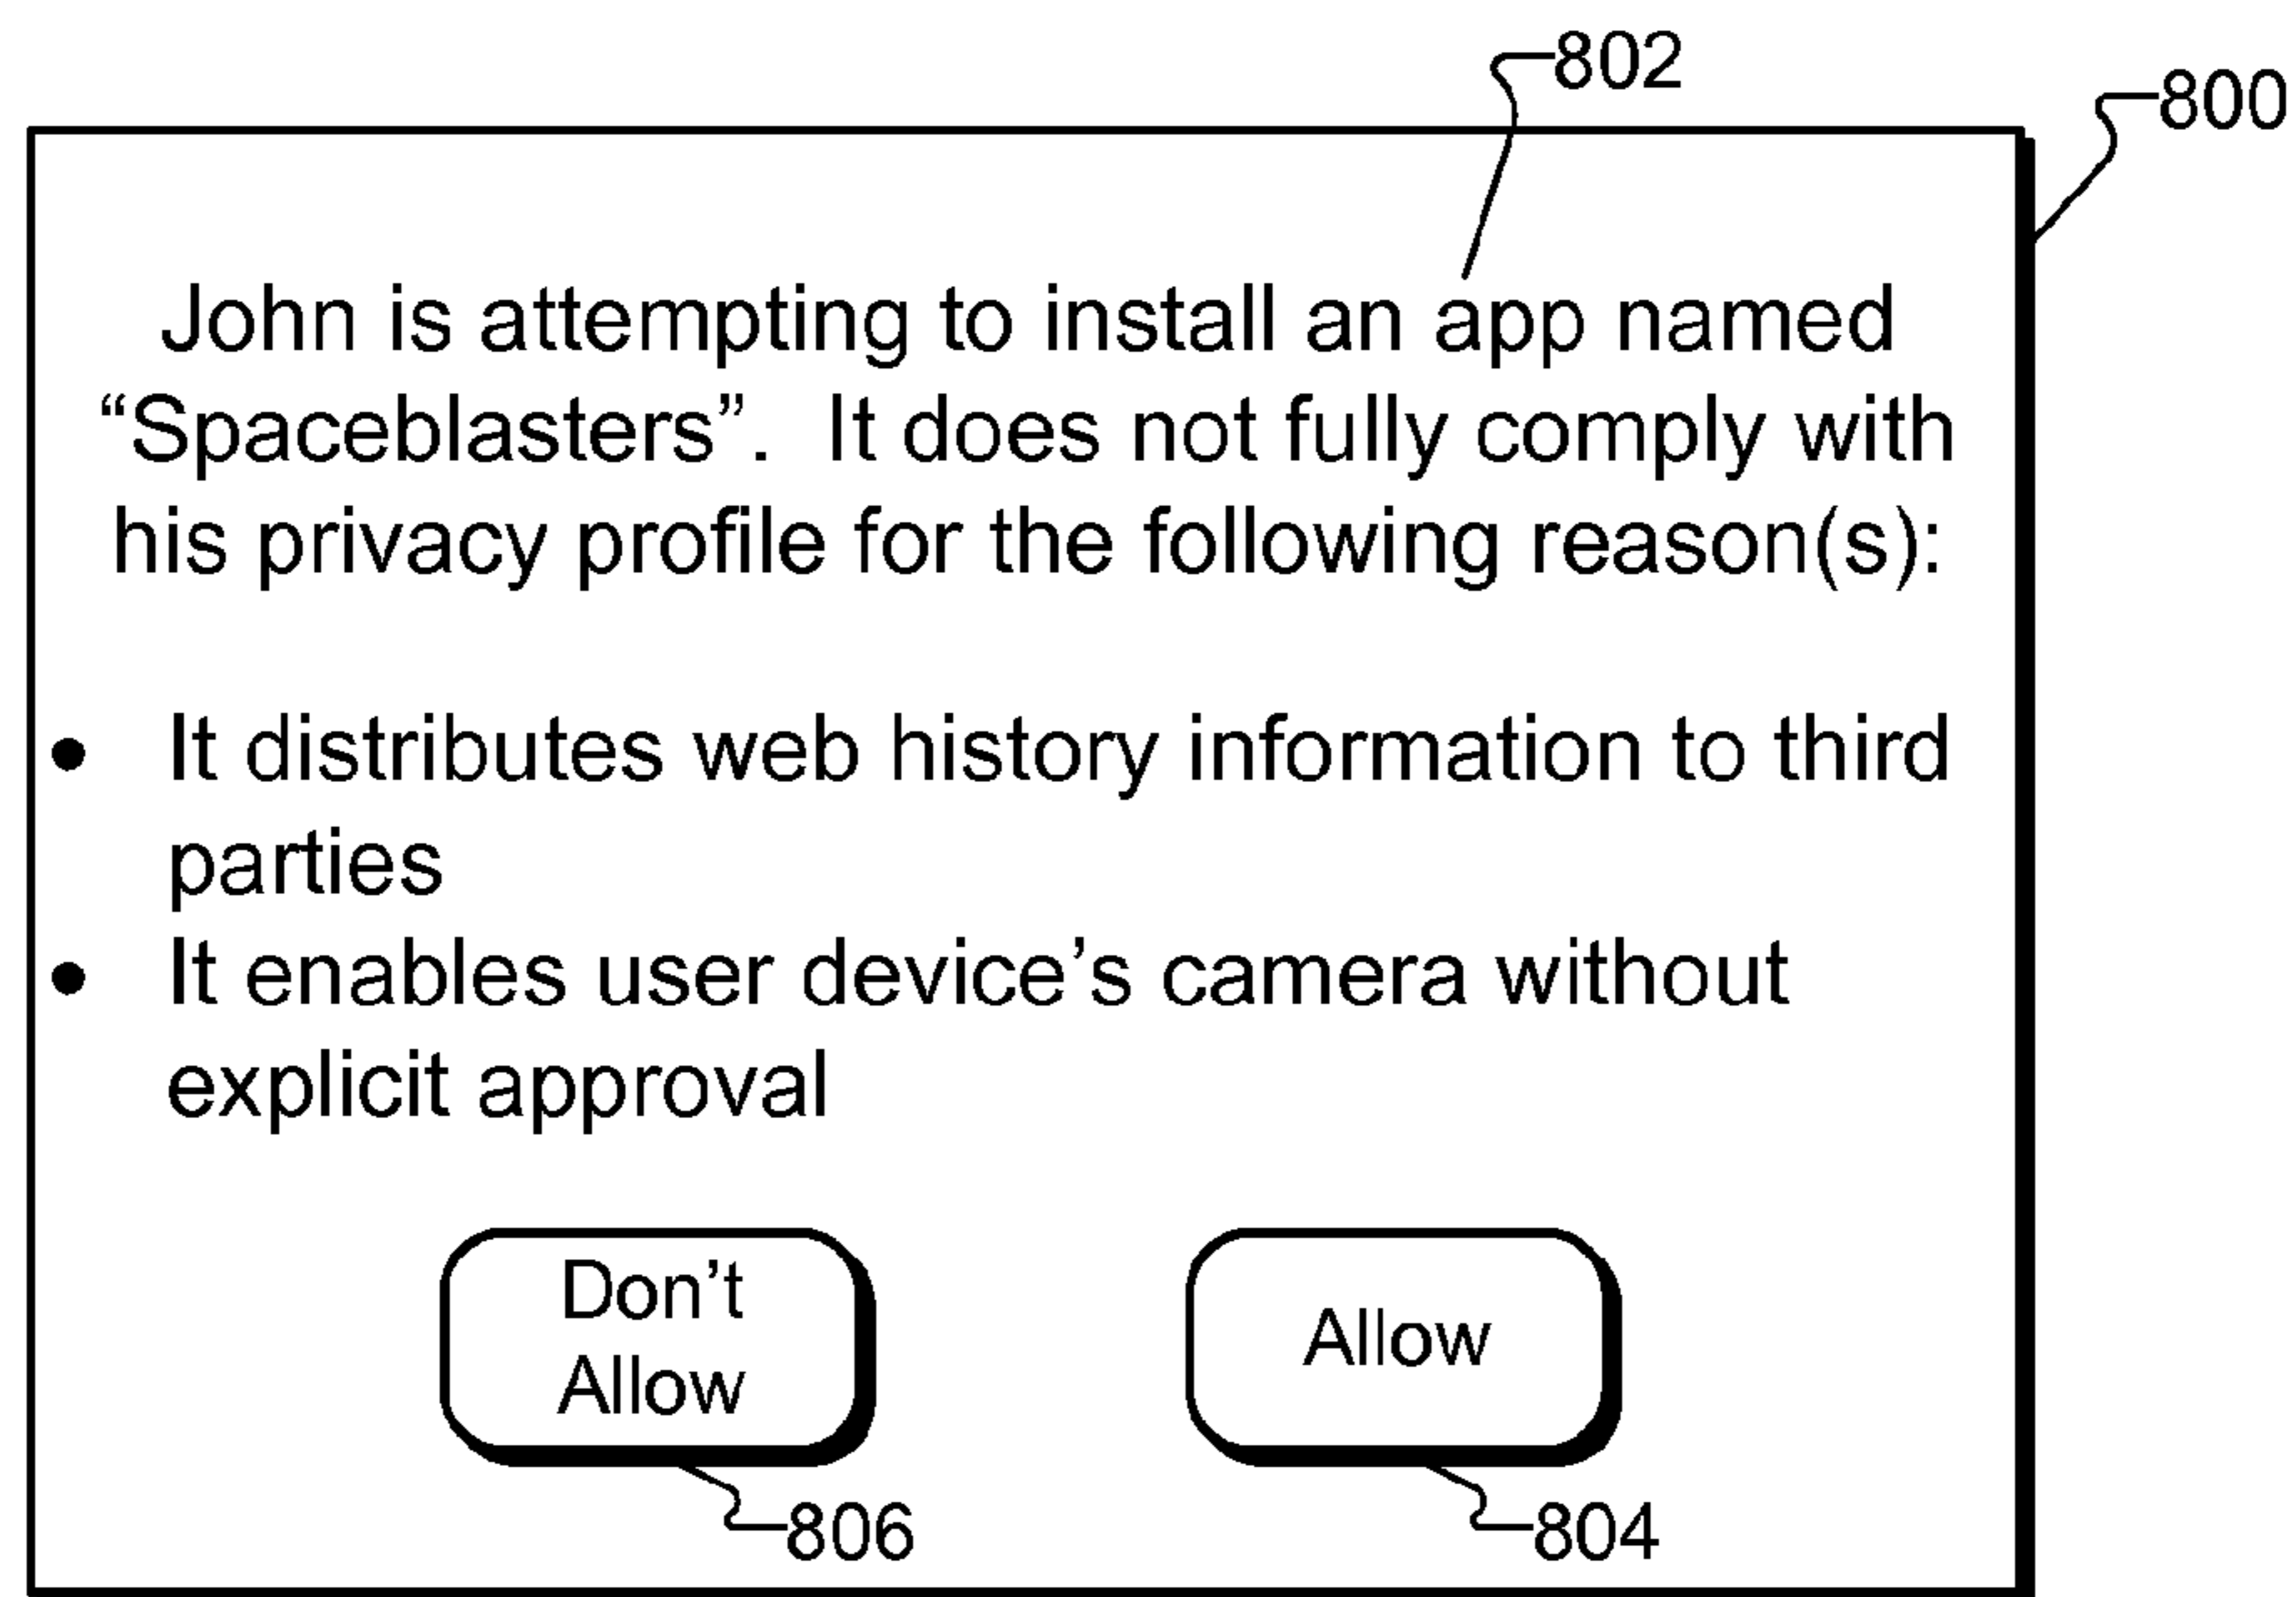 802
800
John is attempting to install an app named
“Spaceblasters”. It does not fully comply with
his privacy profile for the following reason(s):
• It distributes web history information to third
parties
• It enables user device’s camera without
explicit approval
Don’t
Allow
Allow
806
804